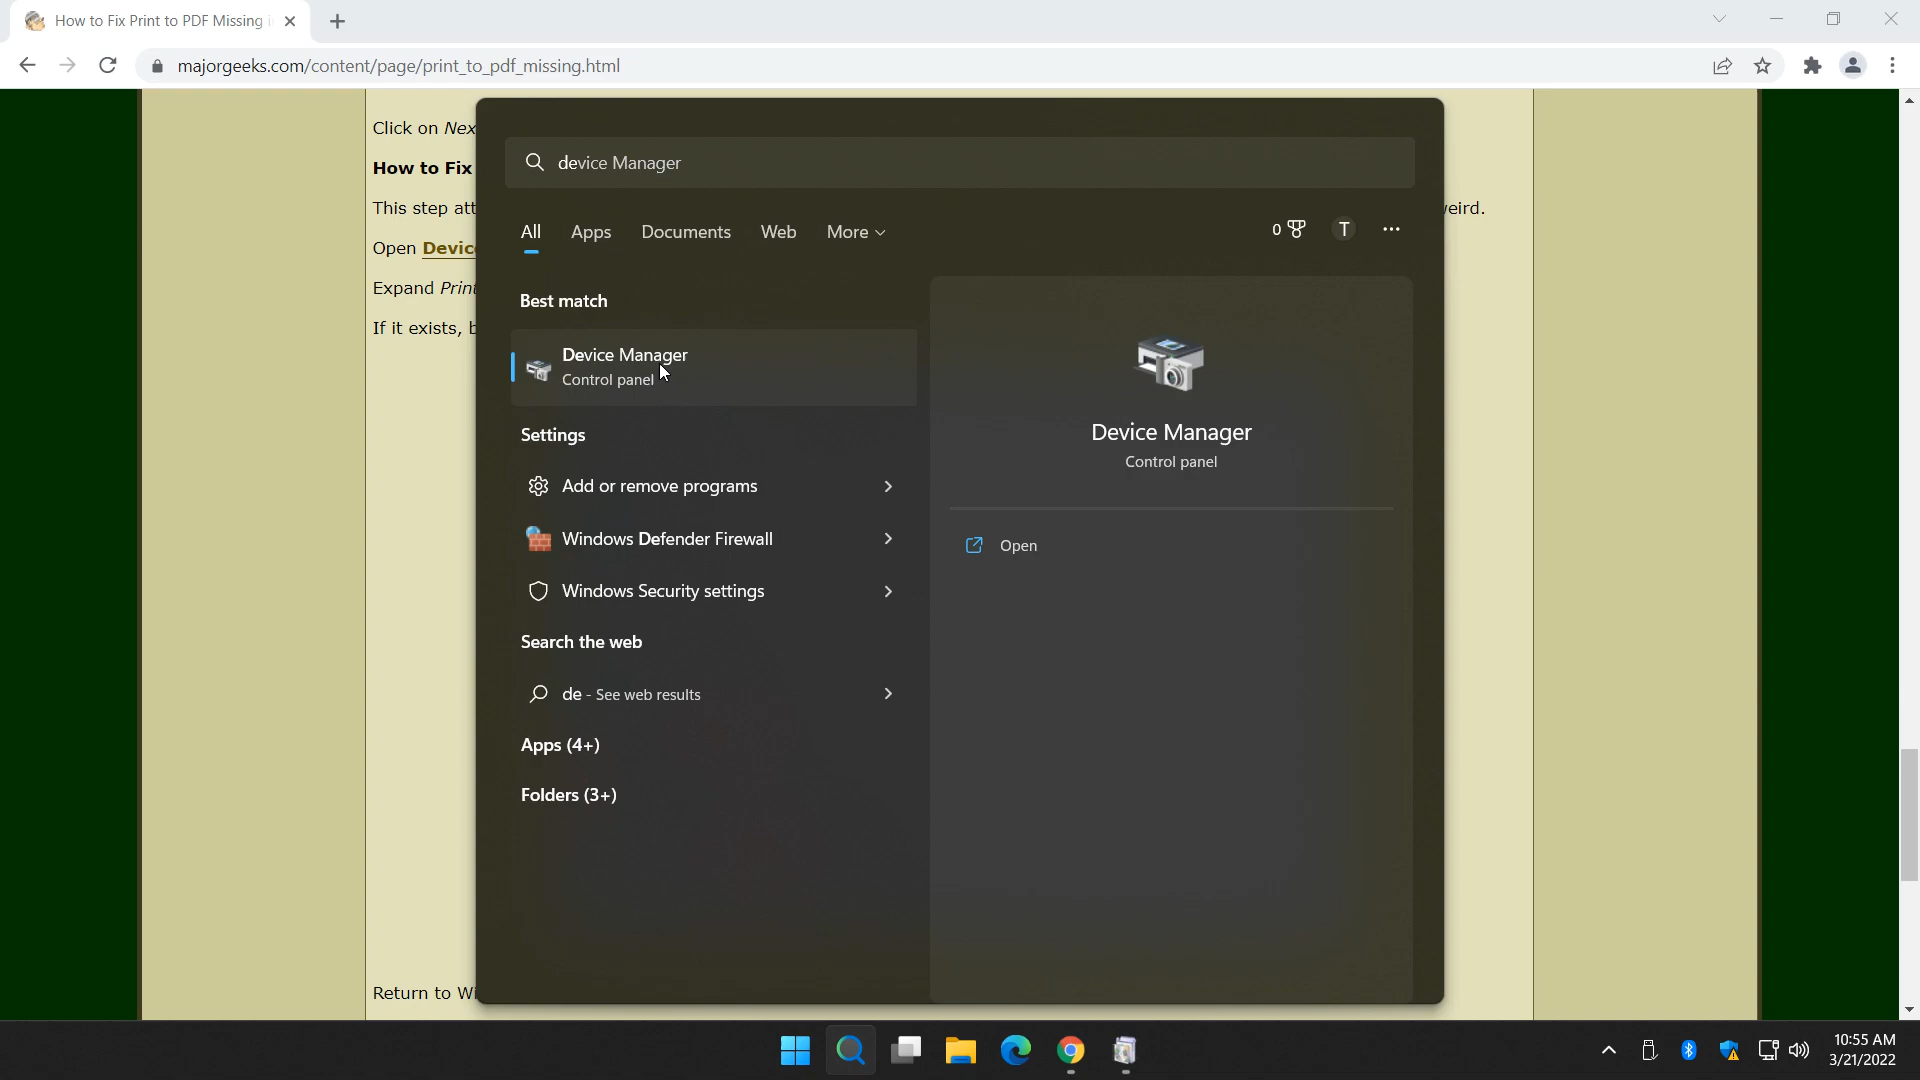 How to Fix Print to PDF Missing i
majorgeeks.com/content/page/print_to_pdf_missing.html
Click on Nex
How to Fix
This step att
eird.
Open Devic
Expand Print
If it exists, b
Return to Wi
device Manager
All Apps Documents Web More
0 T
Best match
Device Manager
Control panel
Settings
Add or remove programs
Windows Defender Firewall
Windows Security settings
Search the web
de - See web results
Apps (4+)
Folders (3+)
Device Manager
Control panel
Open
10:55 AM
3/21/2022